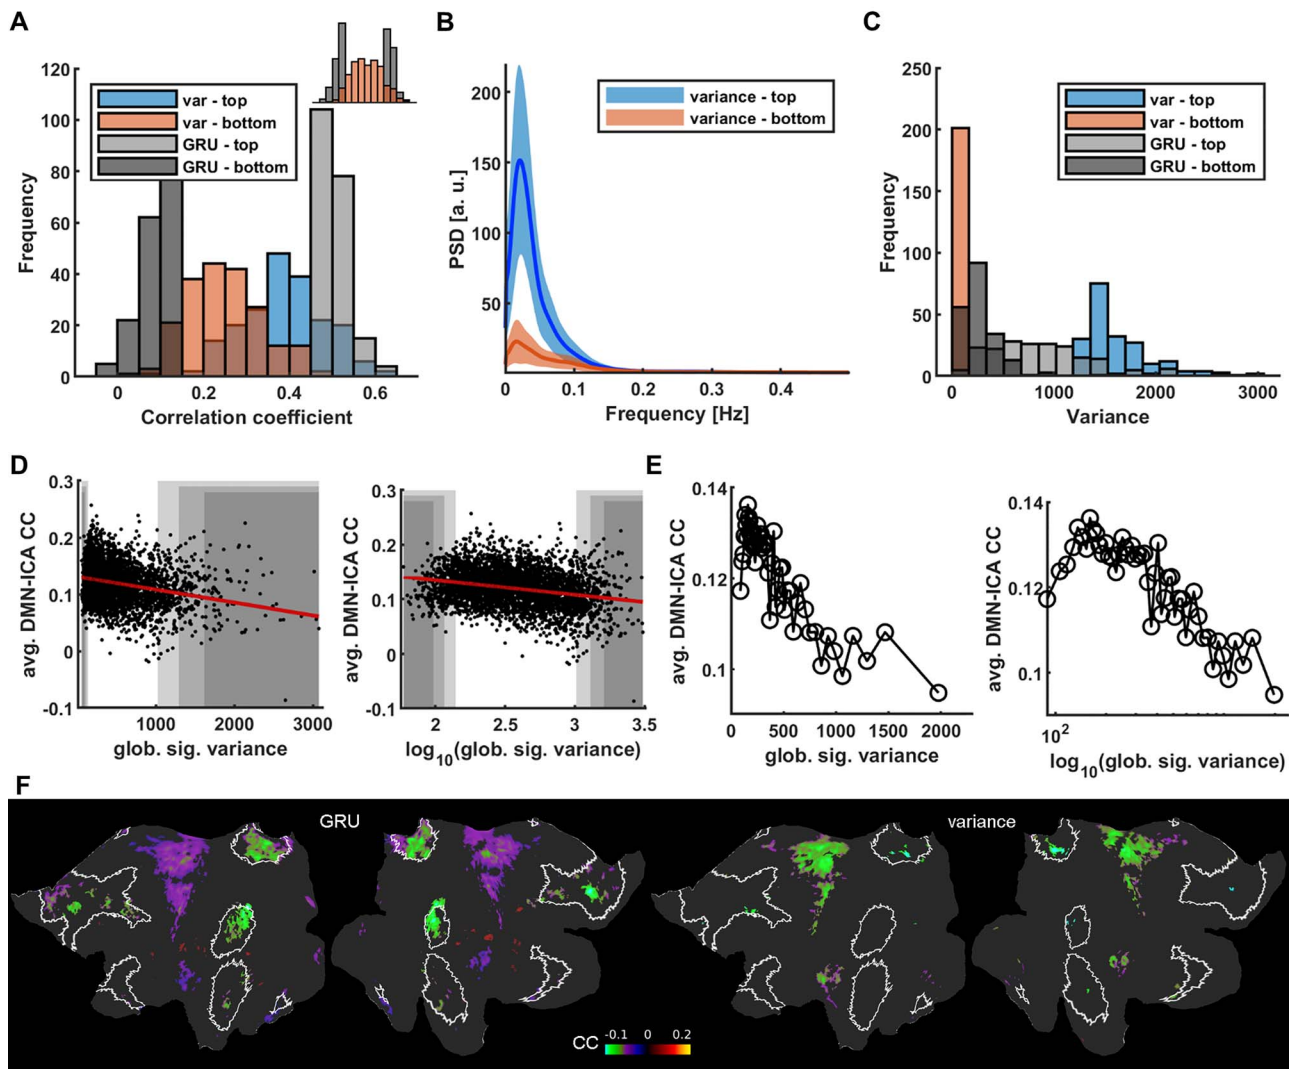 A
120
100
80
60
40
20
0
Frequency
var - top
var - bottom
GRU - top
GRU - bottom
0
0.2
0.4
0.6
Correlation coefficient
B
200
150
100
50
PSD [a. u.]
variance - top
variance - bottom
0
0.1
0.2
0.3
0.4
Frequency [Hz]
C
250
200
150
100
50
0
Frequency
var - top
var - bottom
GRU - top
GRU - bottom
0
1000
2000
3000
Variance
D
0.3
0.2
0.1
0
-0.1
avg. DMN-ICA CC
1000
2000
3000
glob. sig. variance
0.3
0.2
0.1
0
-0.1
avg. DMN-ICA CC
2
2.5
3
3.5
log10(glob. sig. variance)
E
0.14
0.12
0.1
avg. DMN-ICA CC
0
500
1000
1500
2000
glob. sig. variance
0.14
0.12
0.1
avg. DMN-ICA CC
10²
log10(glob. sig. variance)
F
GRU
variance
CC
-0.1 0 0.2